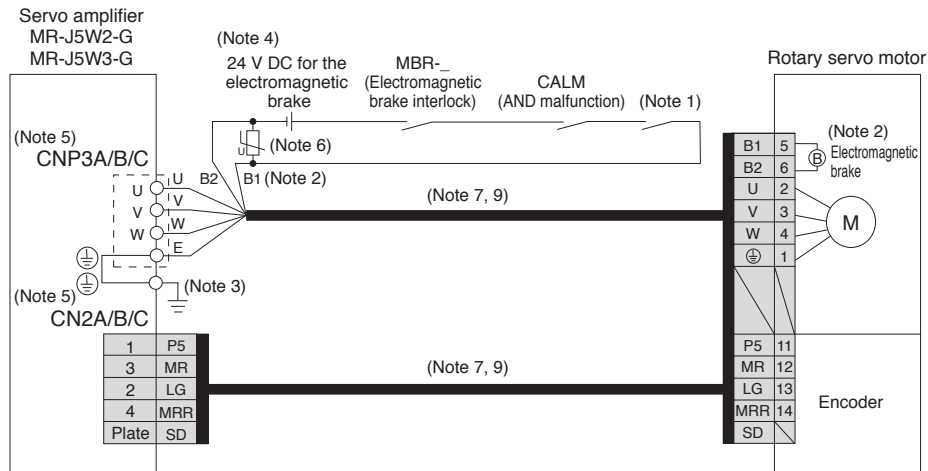 Servo amplifier
MR-J5W2-G
MR-J5W3-G
(Note 4)
24 V DC for the
electromagnetic
brake
MBR-_
(Electromagnetic
brake interlock)
CALM
(AND malfunction)
(Note 1)
Rotary servo motor
(Note 5)
CNP3A/B/C
U
(Note 6)
B2
B1 (Note 2)
U U
V V
W W
E
(Note 7, 9)
(Note 3)
(Note 5)
CN2A/B/C
1 P5
3 MR
2 LG
4 MRR
Plate SD
(Note 7, 9)
B1 5
B2 6
U 2
V 3
W 4
1
(Note 2)
B Electromagnetic
brake
M
P5 11
MR 12
LG 13
MRR 14
SD
Encoder